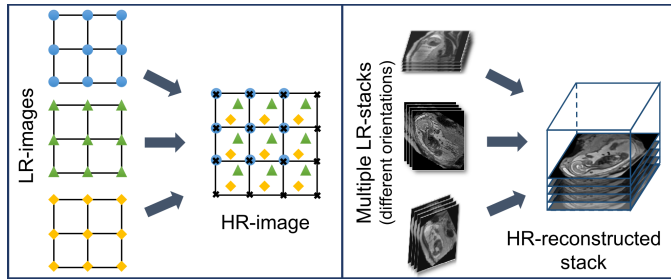 LR-images
HR-image
Multiple LR-stacks
(different orientations)
HR-reconstructed
stack